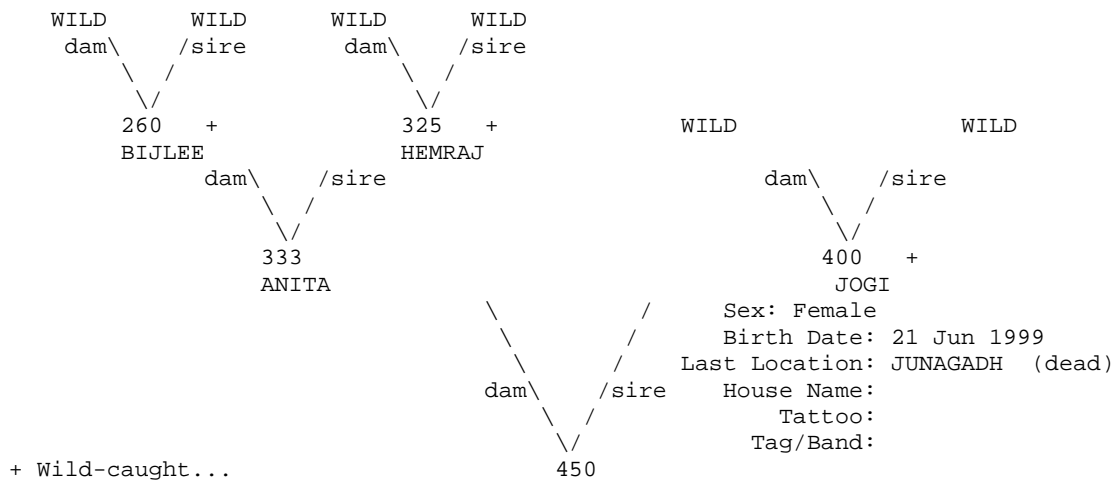 WILD WILD WILD WILD
dam\ /sire dam\ /sire
\ / \ /
\/ \/
260 + 325 + WILD WILD
BIJLEE HEMRAJ
dam\ /sire dam\ /sire
\ / \ /
\/ \/
333 400 +
ANITA JOGI
\ / Sex: Female
\ / Birth Date: 21 Jun 1999
\ / Last Location: JUNAGADH (dead)
dam\ /sire House Name:
\ / Tattoo:
\/ Tag/Band:
+ Wild-caught... 450